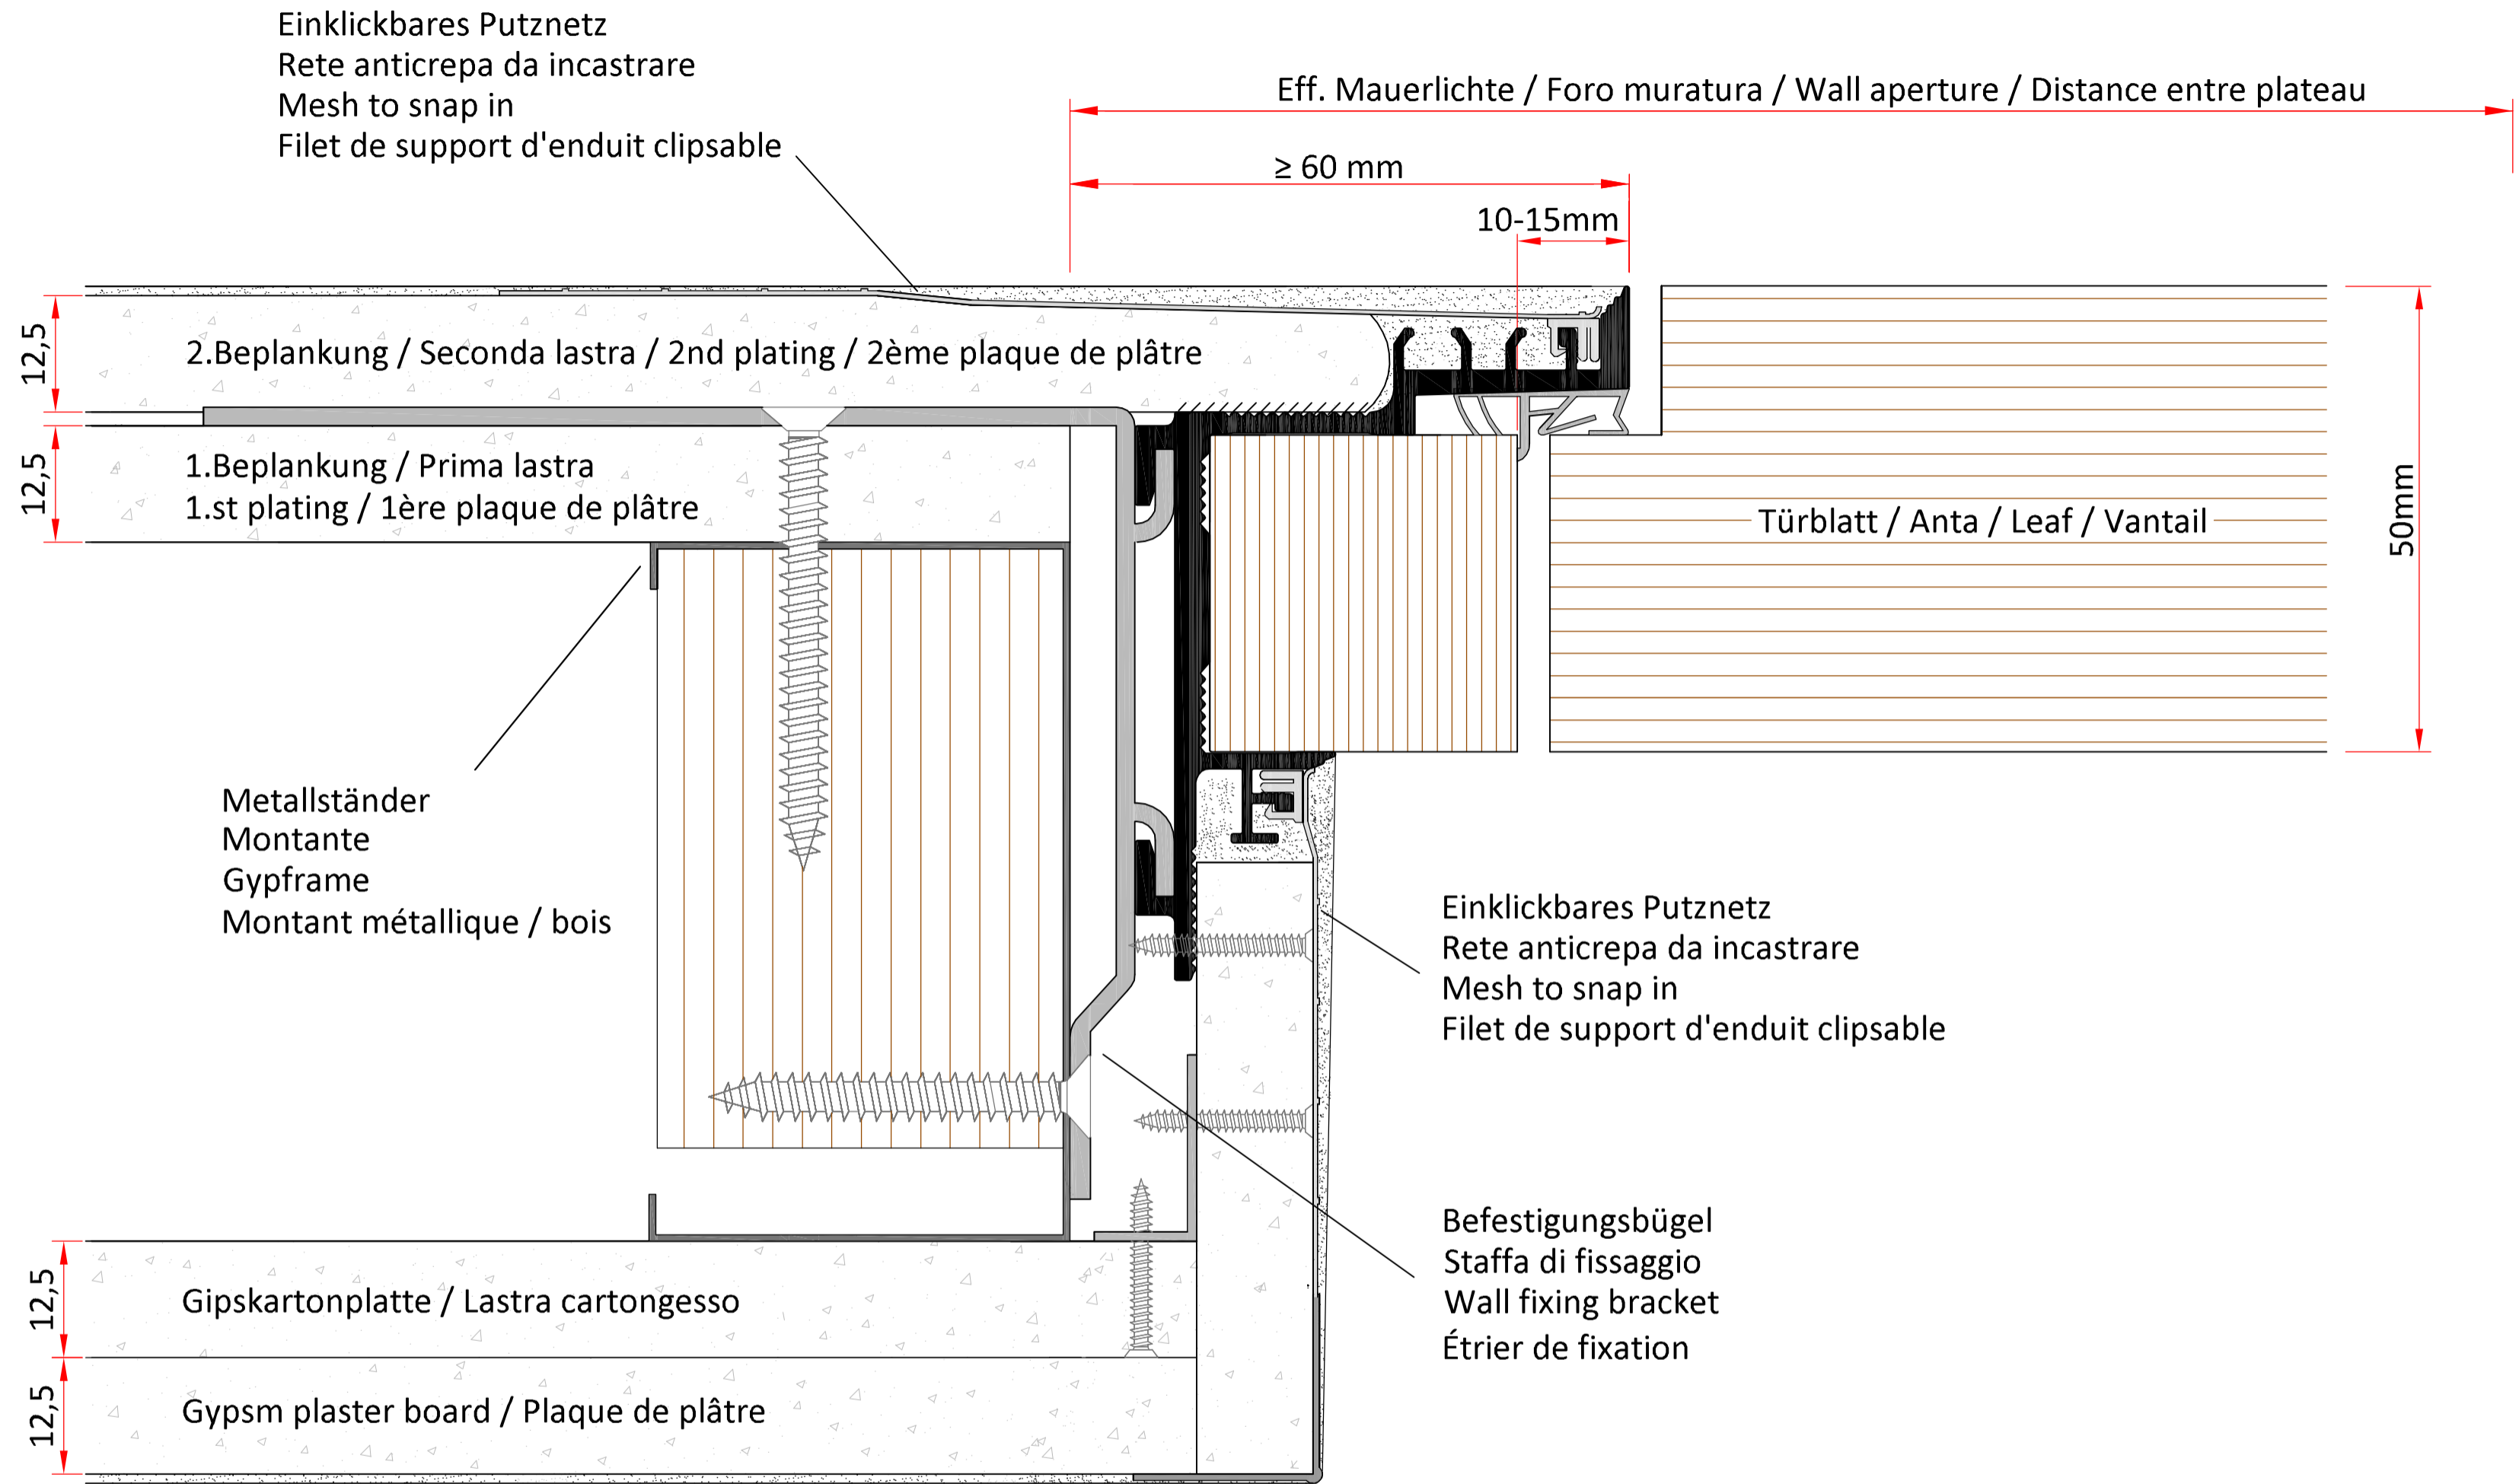 Einklickbares Putznetz
Rete anticrepa da incastrare
Mesh to snap in
Filet de support d'enduit clipsable
Eff. Mauerlichte / Foro muratura / Wall aperture / Distance entre plateau
≥ 60 mm
10-15mm
12,5
2.Beplankung / Seconda lastra / 2nd plating / 2ème plaque de plâtre
12,5
1.Beplankung / Prima lastra
1.st plating / 1ère plaque de plâtre
Türblatt / Anta / Leaf / Vantail
50mm
Metallständer
Montante
Gypframe
Montant métallique / bois
Einklickbares Putznetz
Rete anticrepa da incastrare
Mesh to snap in
Filet de support d'enduit clipsable
Befestigungsbügel
Staffa di fissaggio
Wall fixing bracket
Étrier de fixation
12,5
Gipskartonplatte / Lastra cartongesso
12,5
Gypsm plaster board / Plaque de plâtre